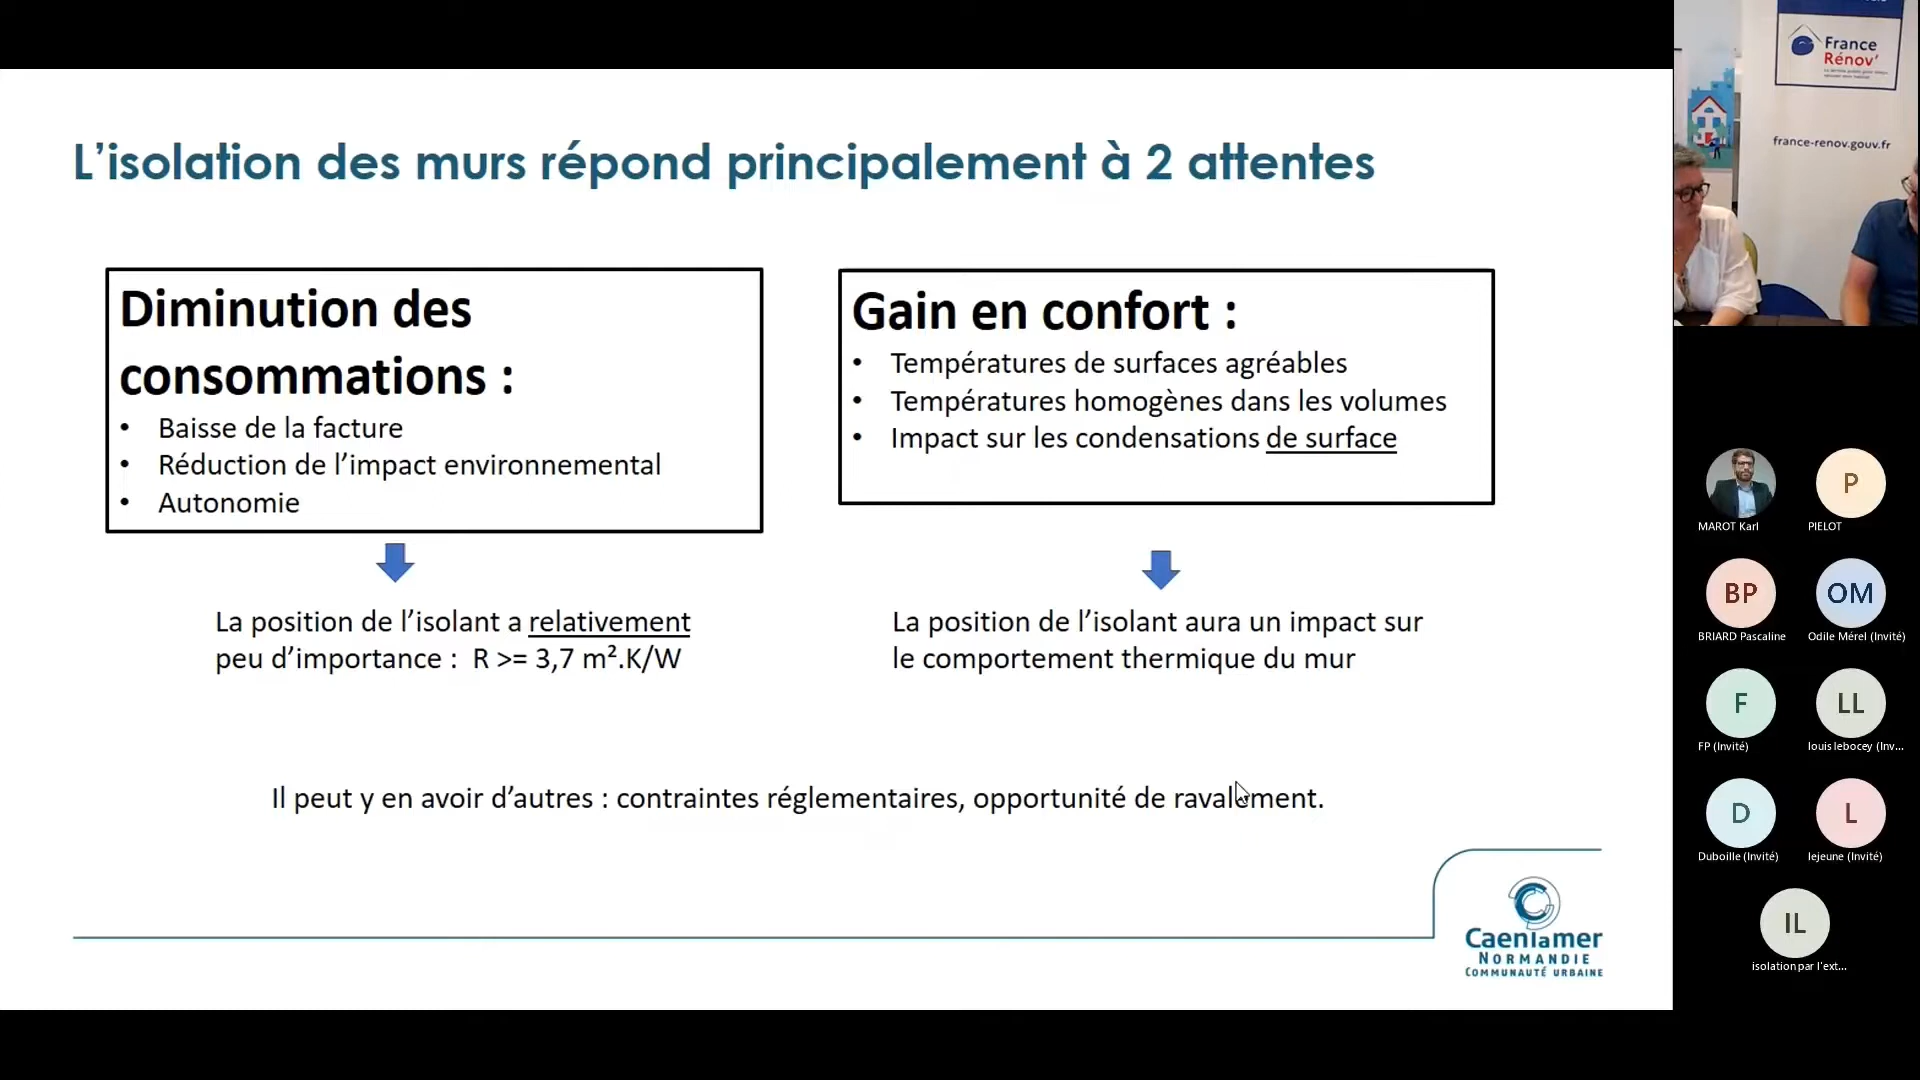 L’isolation des murs répond principalement à 2 attentes
Diminution des
consommations :
• Baisse de la facture
• Réduction de l’impact environnemental
• Autonomie
Gain en confort :
• Températures de surfaces agréables
• Températures homogènes dans les volumes
• Impact sur les condensations de surface
La position de l’isolant a relativement
peu d’importance : R >= 3,7 m².K/W
La position de l’isolant aura un impact sur
le comportement thermique du mur
Il peut y en avoir d’autres : contraintes réglementaires, opportunité de ravalement.
Caenlamer
NORMANDIE
COMMUNAUTÉ URBAINE
France
Rénov’
france-renov.gouv.fr
MAROT Karl
P
PIELOT
BP
BRIARD Pascaline
OM
Odile Mérel (Invité)
F
FP (Invité)
LL
louis lebocey (Inv...
D
Duboille (Invité)
L
lejeune (Invité)
IL
isolation par l'ext...